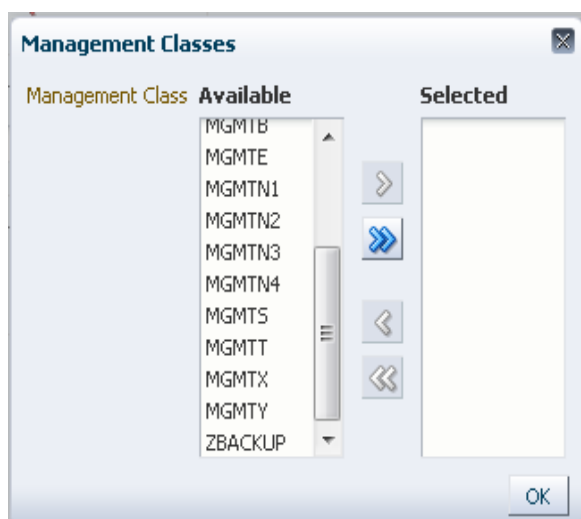 Management Classes
Management Class Available Selected
MGMTB
MGMTE
MGMTN1
MGMTN2
MGMTN3
MGMTN4
MGMTS
MGMTT
MGMTX
MGMTY
ZBACKUP
OK